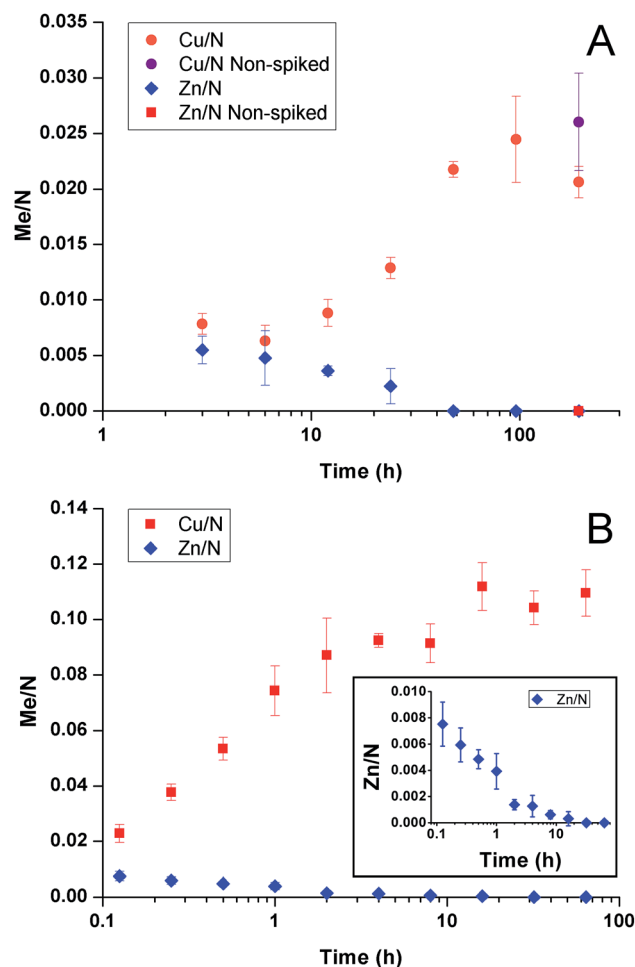 A
Cu/N
Cu/N Non-spiked
Zn/N
Zn/N Non-spiked
0.035
0.030
0.025
0.020
0.015
0.010
0.005
0.000
Me/N
1 10 100
Time (h)
B
Cu/N
Zn/N
0.14
0.12
0.10
0.08
0.06
0.04
0.02
0.00
Me/N
Zn/N
0.010
0.008
0.006
0.004
0.002
0.000
Zn/N
0.1 1 10
Time (h)
0.1 1 10 100
Time (h)